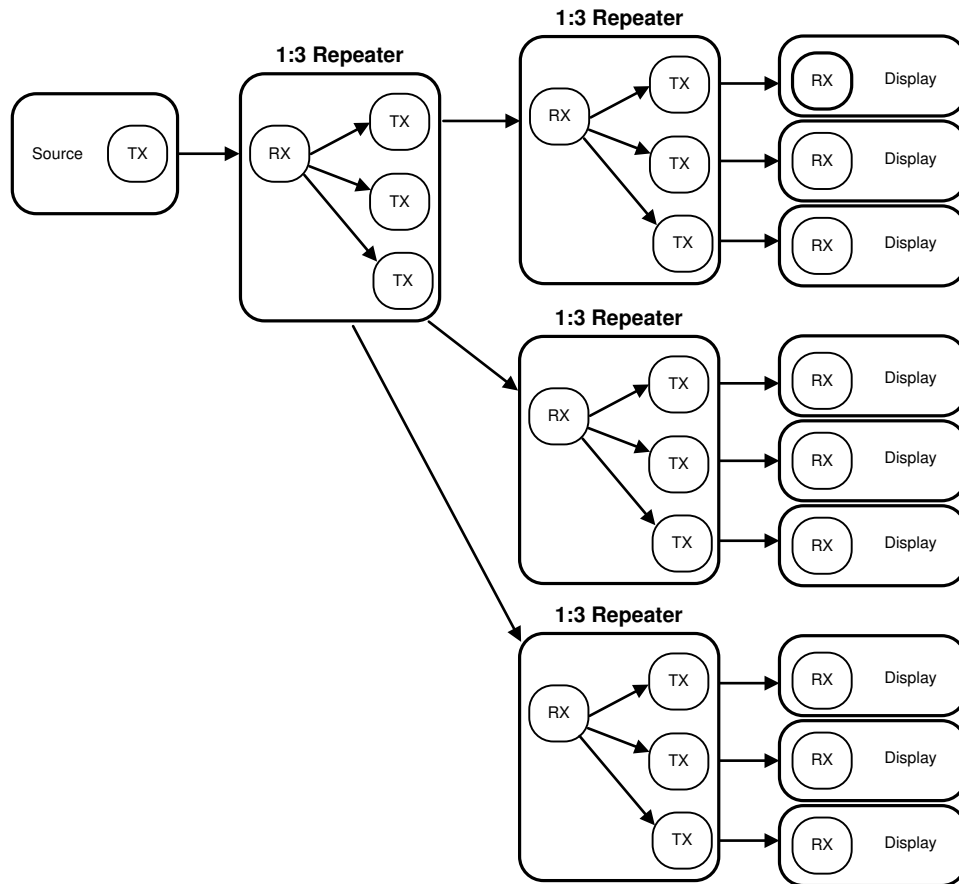 1:3 Repeater
1:3 Repeater
Source
TX
RX
TX
TX
TX
RX
TX
TX
TX
RX
Display
RX
Display
RX
Display
1:3 Repeater
RX
TX
TX
TX
RX
Display
RX
Display
RX
Display
1:3 Repeater
RX
TX
TX
TX
RX
Display
RX
Display
RX
Display